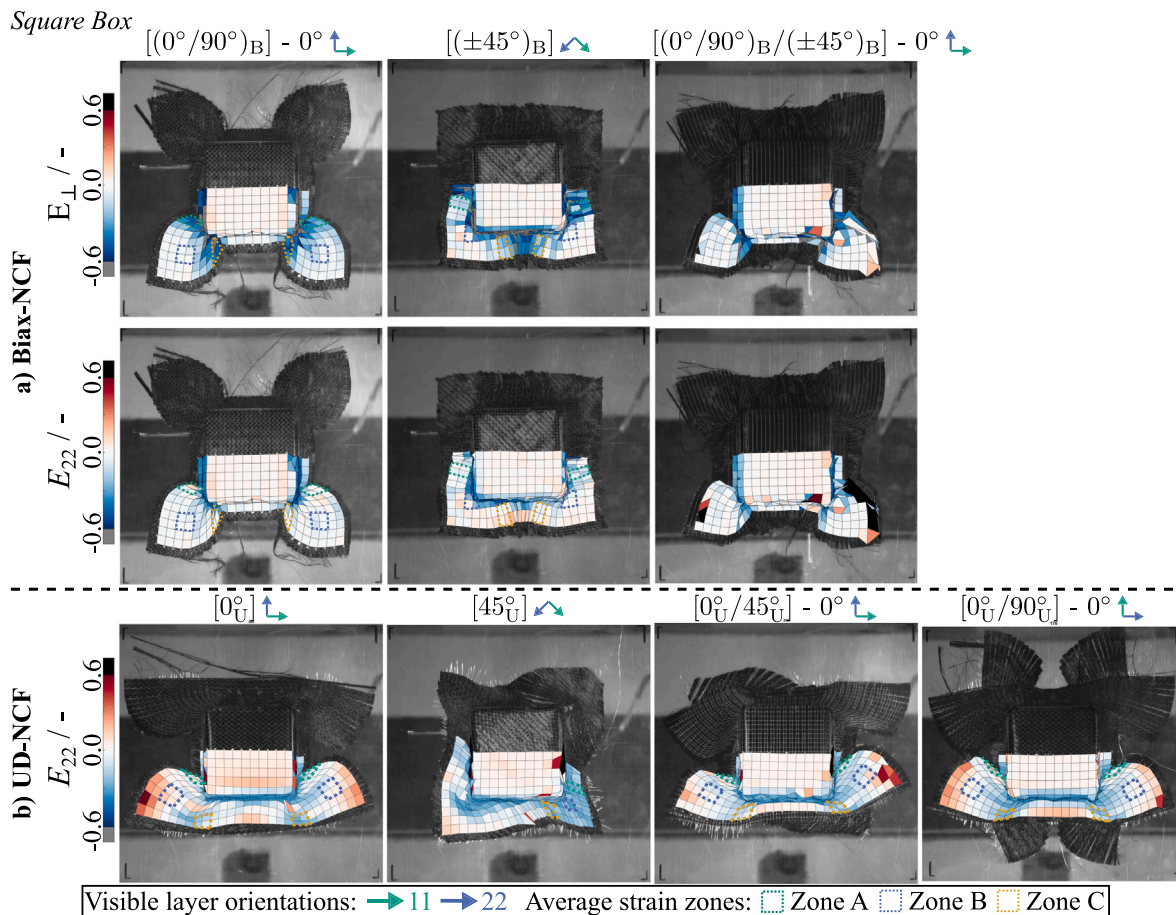 Square Box
[(0°/90°)B] - 0° [(±45°)B] [(0°/90°)B/(±45°)B] - 0°
a) Biax-NCF
E⊥ / -
0.6
0.0
-0.6
E22 / -
0.6
0.0
-0.6
[0°U] [45°U] [0°U/45°U] - 0° [0°U/90°U] - 0°
b) UD-NCF
E22 / -
0.6
0.0
-0.6
Visible layer orientations: 11 22 Average strain zones: Zone A Zone B Zone C